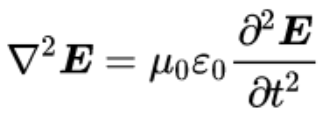 ∇²𝑬 = μ₀ε₀ ∂²𝑬/∂t²